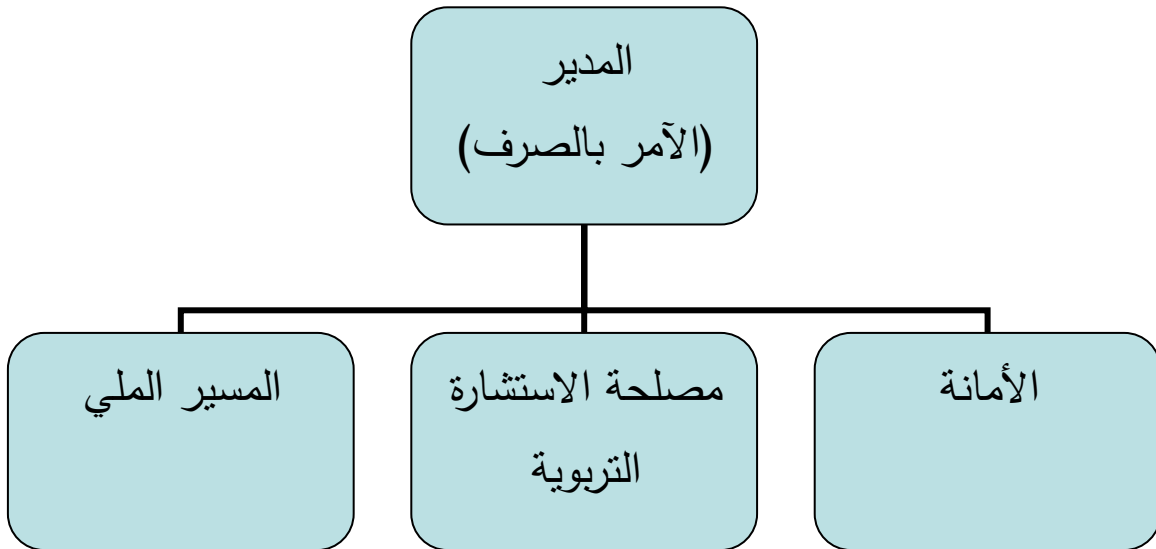 المدير
(الآمر بالصرف)
الأمانة
مصلحة الاستشارة
التربوية
المسير الملي